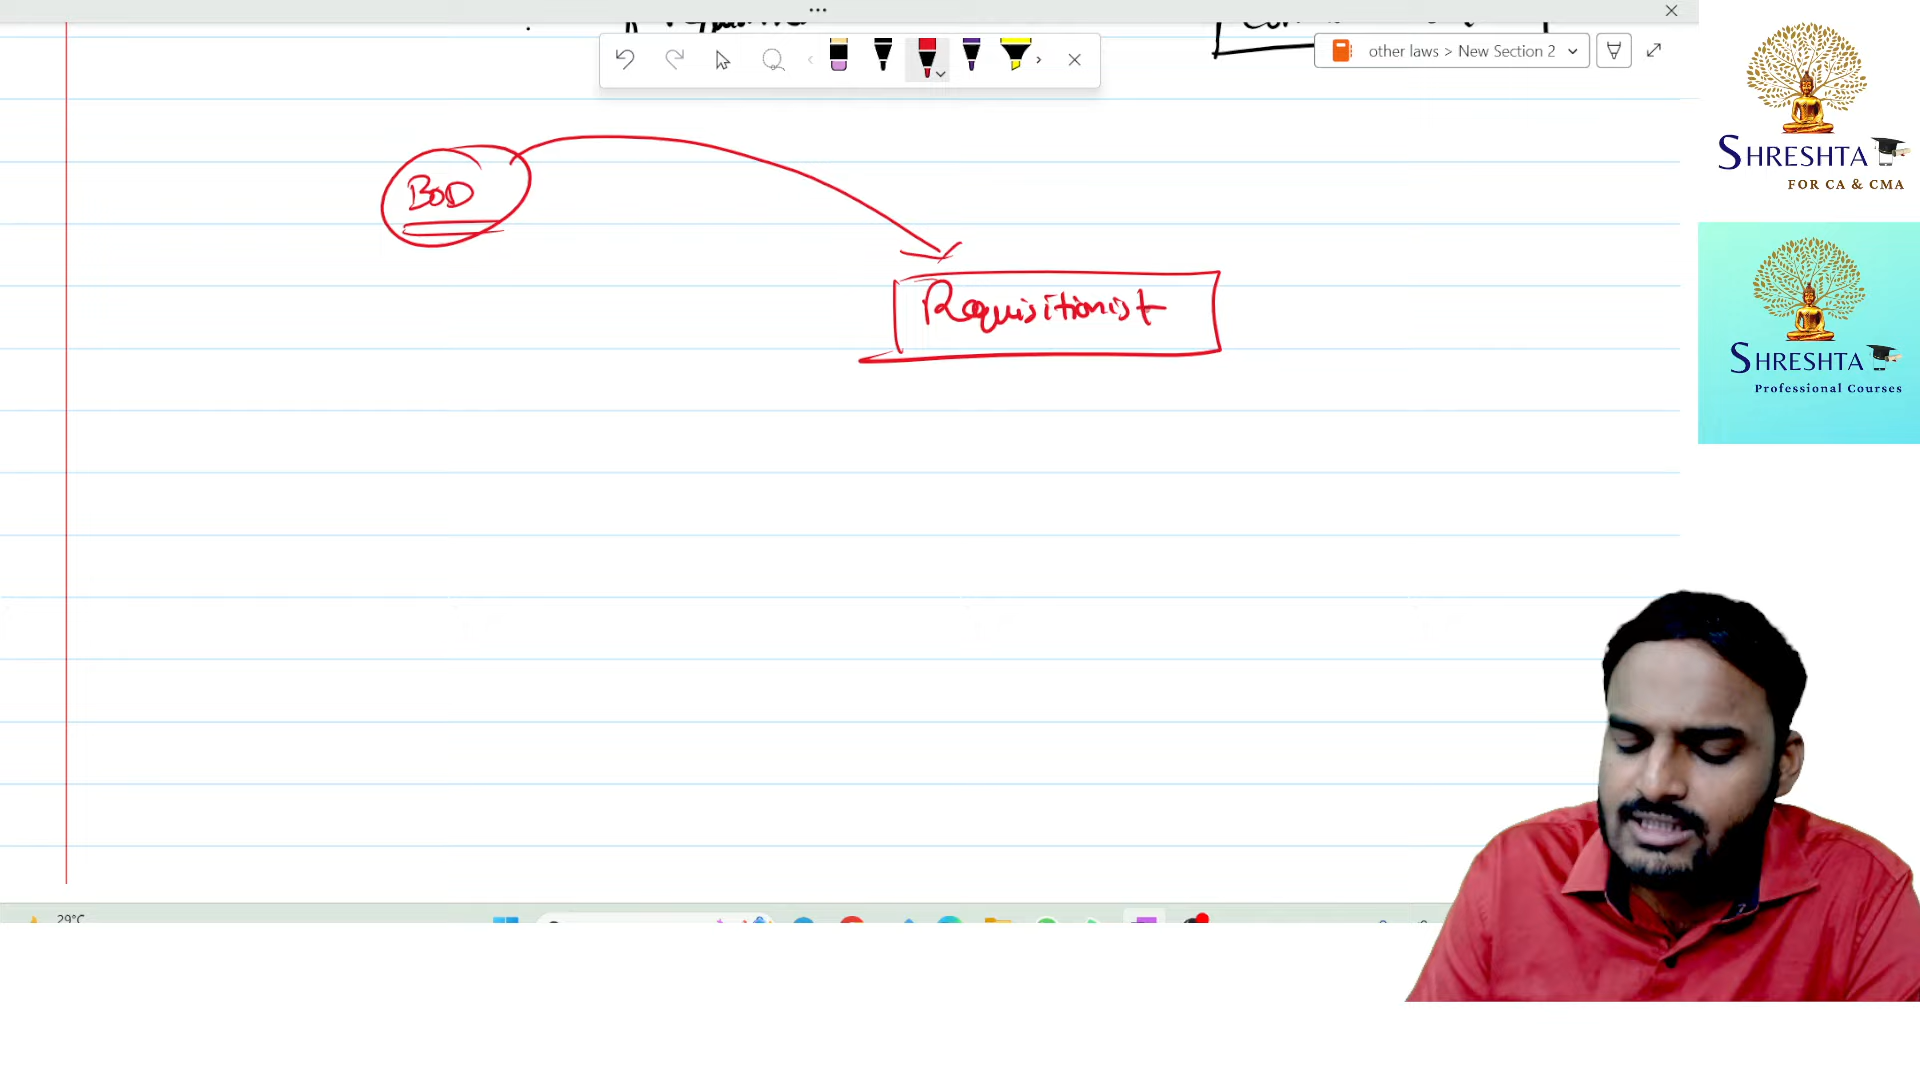 other laws > New Section 2
SHRESHTA
FOR CA & CMA
BOD
Requisitionist
SHRESHTA
Professional Courses
29°C